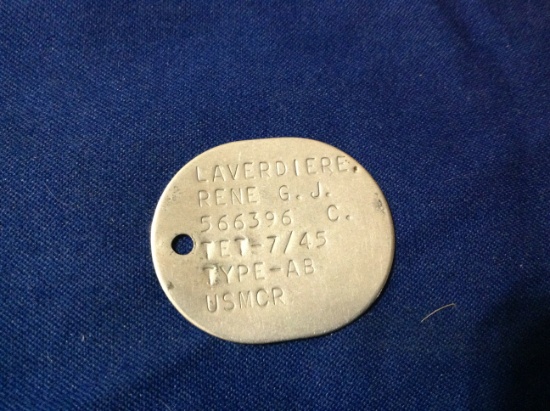 LAVERDIERE.
RENE G.J.
566396 C.
TET-7/45
TYPE-AB
USMCR